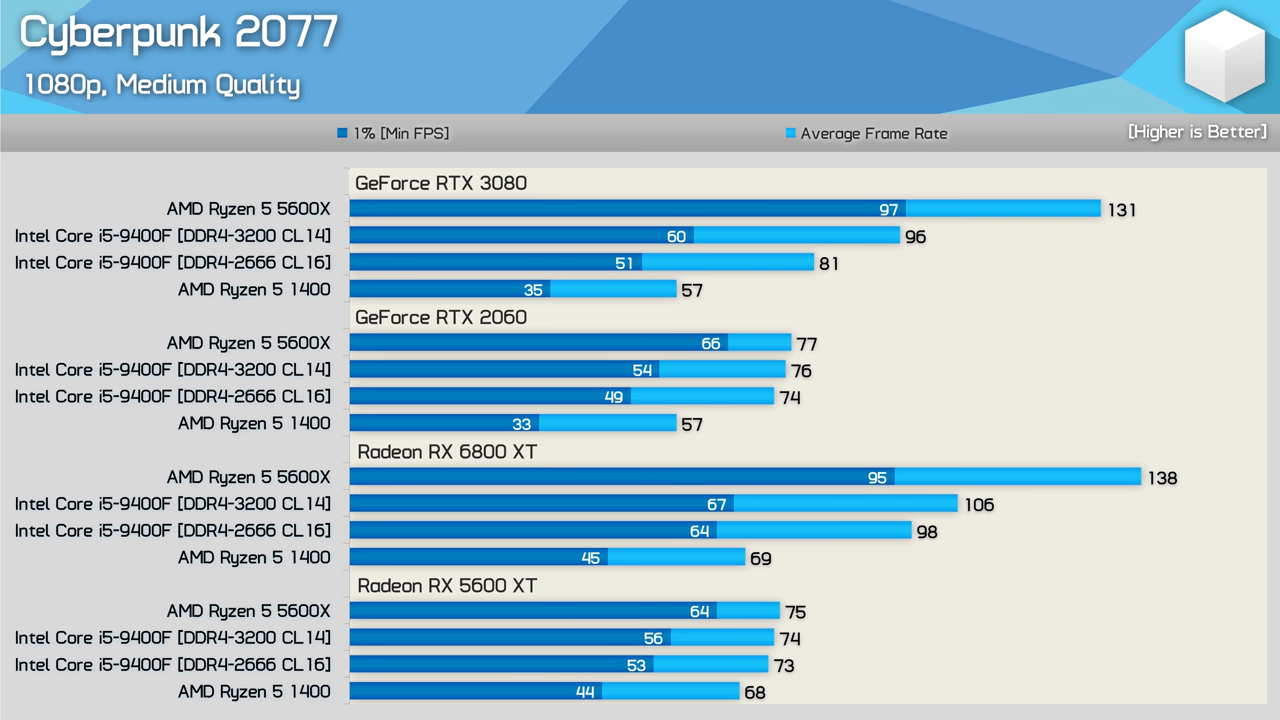 Cyberpunk 2077
1080p, Medium Quality
1% [Min FPS] Average Frame Rate [Higher is Better]
GeForce RTX 3080
AMD Ryzen 5 5600X 97 131
Intel Core i5-9400F [DDR4-3200 CL14] 60 96
Intel Core i5-9400F [DDR4-2666 CL16] 51 81
AMD Ryzen 5 1400 35 57
GeForce RTX 2060
AMD Ryzen 5 5600X 66 77
Intel Core i5-9400F [DDR4-3200 CL14] 54 76
Intel Core i5-9400F [DDR4-2666 CL16] 49 74
AMD Ryzen 5 1400 33 57
Radeon RX 6800 XT
AMD Ryzen 5 5600X 95 138
Intel Core i5-9400F [DDR4-3200 CL14] 67 106
Intel Core i5-9400F [DDR4-2666 CL16] 64 98
AMD Ryzen 5 1400 45 69
Radeon RX 5600 XT
AMD Ryzen 5 5600X 64 75
Intel Core i5-9400F [DDR4-3200 CL14] 56 74
Intel Core i5-9400F [DDR4-2666 CL16] 53 73
AMD Ryzen 5 1400 44 68